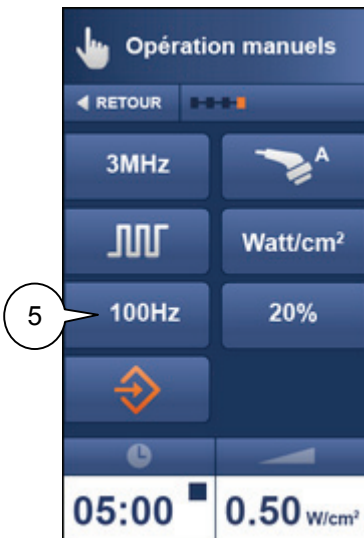 Opération manuels
RETOUR
3MHz
A
Watt/cm²
5
100Hz
20%
05:00
0.50 W/cm²